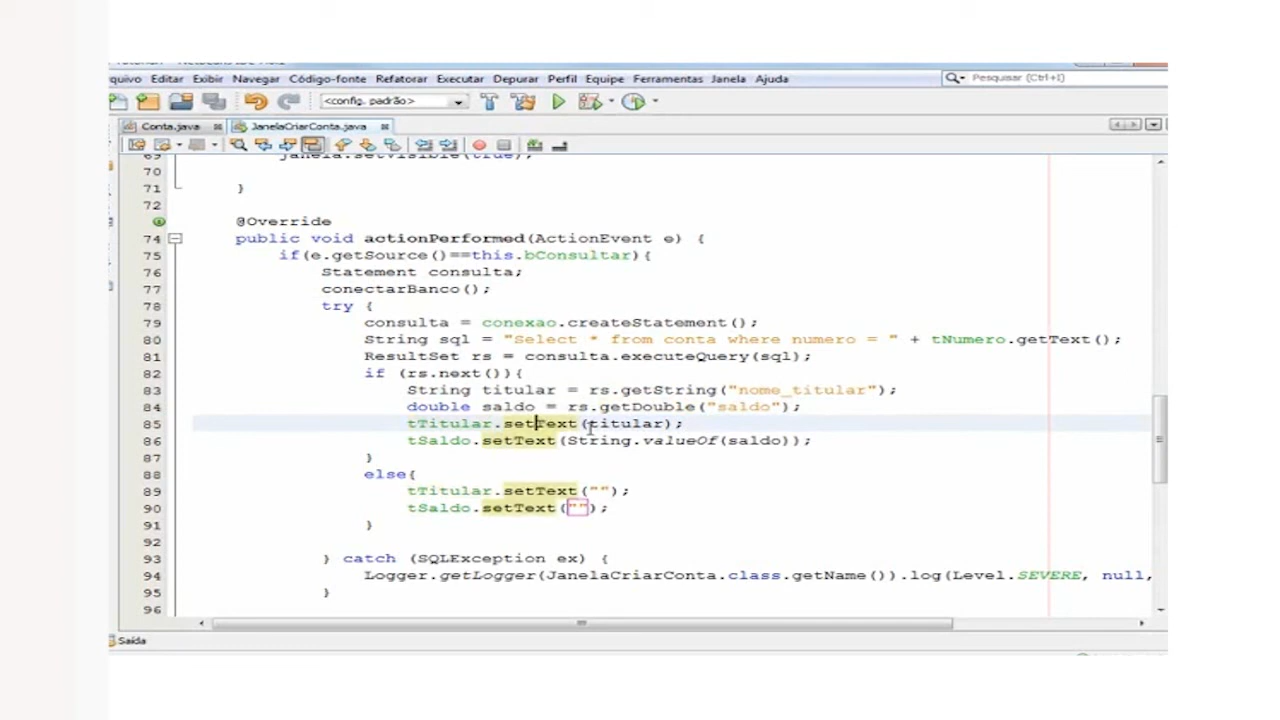 quivo Editar Exibir Navegar Código-fonte Refatorar Executar Depurar Perfil Equipe Ferramentas Janela Ajuda
Pesquisar (Ctrl+I)
<config. padrão>
Conta.java JanelaCriarConta.java
69 janela.setVisible(true);
70
71 }
72
@Override
74 public void actionPerformed(ActionEvent e) {
75 if(e.getSource()==this.bConsultar){
76 Statement consulta;
77 conectarBanco();
78 try {
79 consulta = conexao.createStatement();
80 String sql = "Select * from conta where numero = " + tNumero.getText();
81 ResultSet rs = consulta.executeQuery(sql);
82 if (rs.next()){
83 String titular = rs.getString("nome_titular");
84 double saldo = rs.getDouble("saldo");
85 tTitular.setText(titular);
86 tSaldo.setText(String.valueOf(saldo));
87 }
88 else{
89 tTitular.setText("");
90 tSaldo.setText("");
91 }
92
93 } catch (SQLException ex) {
94 Logger.getLogger(JanelaCriarConta.class.getName()).log(Level.SEVERE, null,
95 }
96
Saída